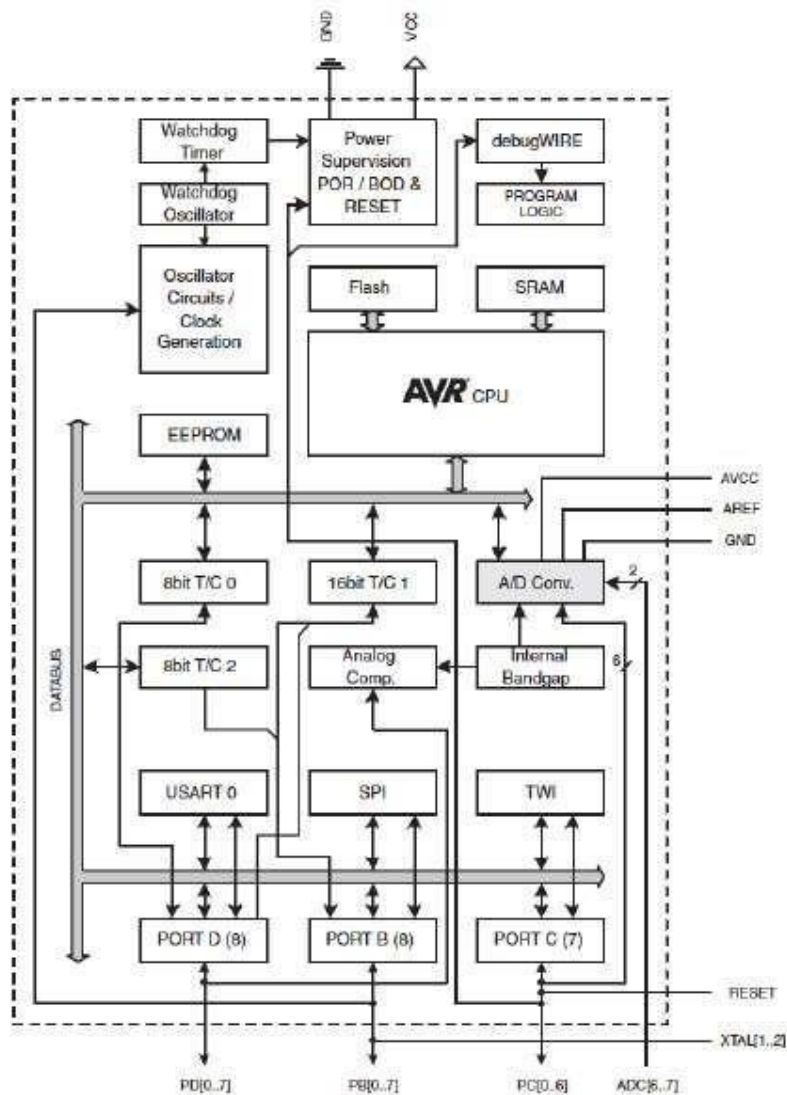 GND
VCC
Watchdog
Timer
Power
Supervision
POR / BOD &
RESET
debugWIRE
Watchdog
Oscillator
PROGRAM
LOGIC
Oscillator
Circuits /
Clock
Generation
Flash
SRAM
AVR CPU
EEPROM
AVCC
AREF
GND
8bit T/C 0
16bit T/C 1
A/D Conv.
2
DATABUS
8bit T/C 2
Analog
Comp.
Internal
Bandgap
6
USART 0
SPI
TWI
PORT D (8)
PORT B (8)
PORT C (7)
RESET
XTAL[1..2]
PD[0..7]
PB[0..7]
PC[0..6]
ADC[6..7]